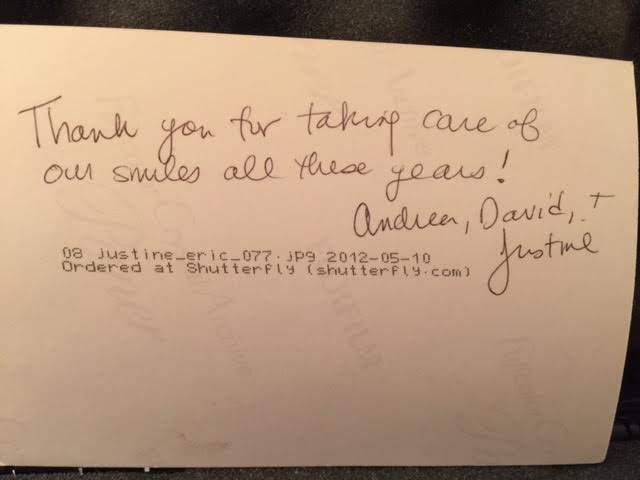 Thank you for taking care of
our smiles all these years!
Andrea, David, +
Justine
08 justine_eric_077.jpg 2012-05-10
Ordered at Shutterfly (shutterfly.com)